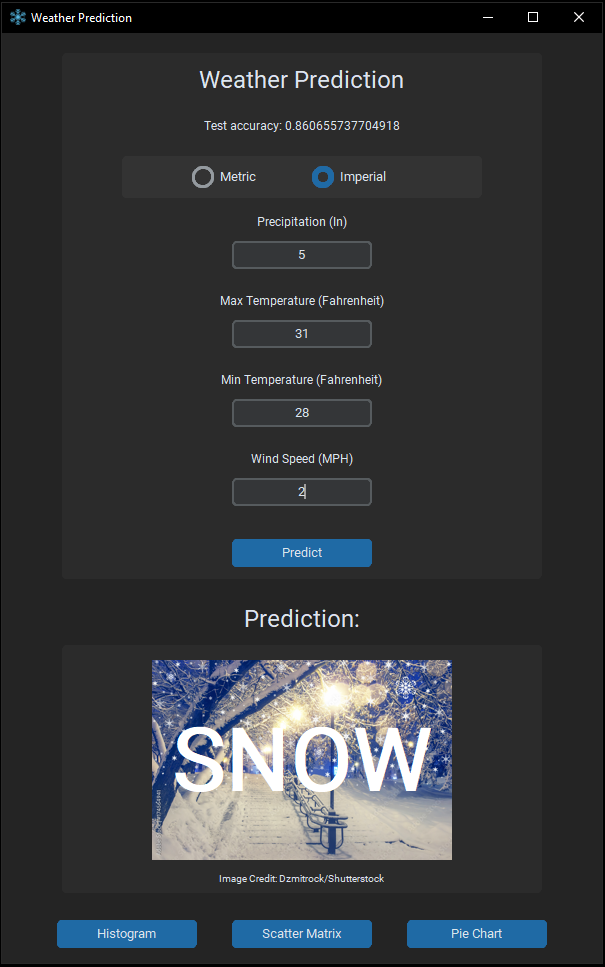 Weather Prediction
Weather Prediction
Test accuracy: 0.860655737704918
Metric
Imperial
Precipitation (In)
5
Max Temperature (Fahrenheit)
31
Min Temperature (Fahrenheit)
28
Wind Speed (MPH)
2
Predict
Prediction:
SNOW
Image Credit: Dzmitrock/Shutterstock
Histogram
Scatter Matrix
Pie Chart